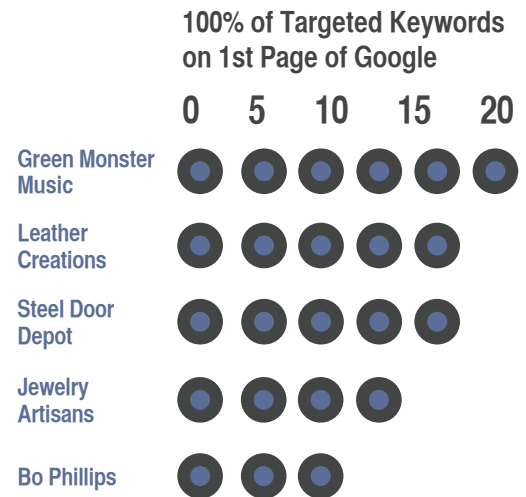 100% of Targeted Keywords
on 1st Page of Google
0 5 10 15 20
Green Monster
Music
Leather
Creations
Steel Door
Depot
Jewelry
Artisans
Bo Phillips